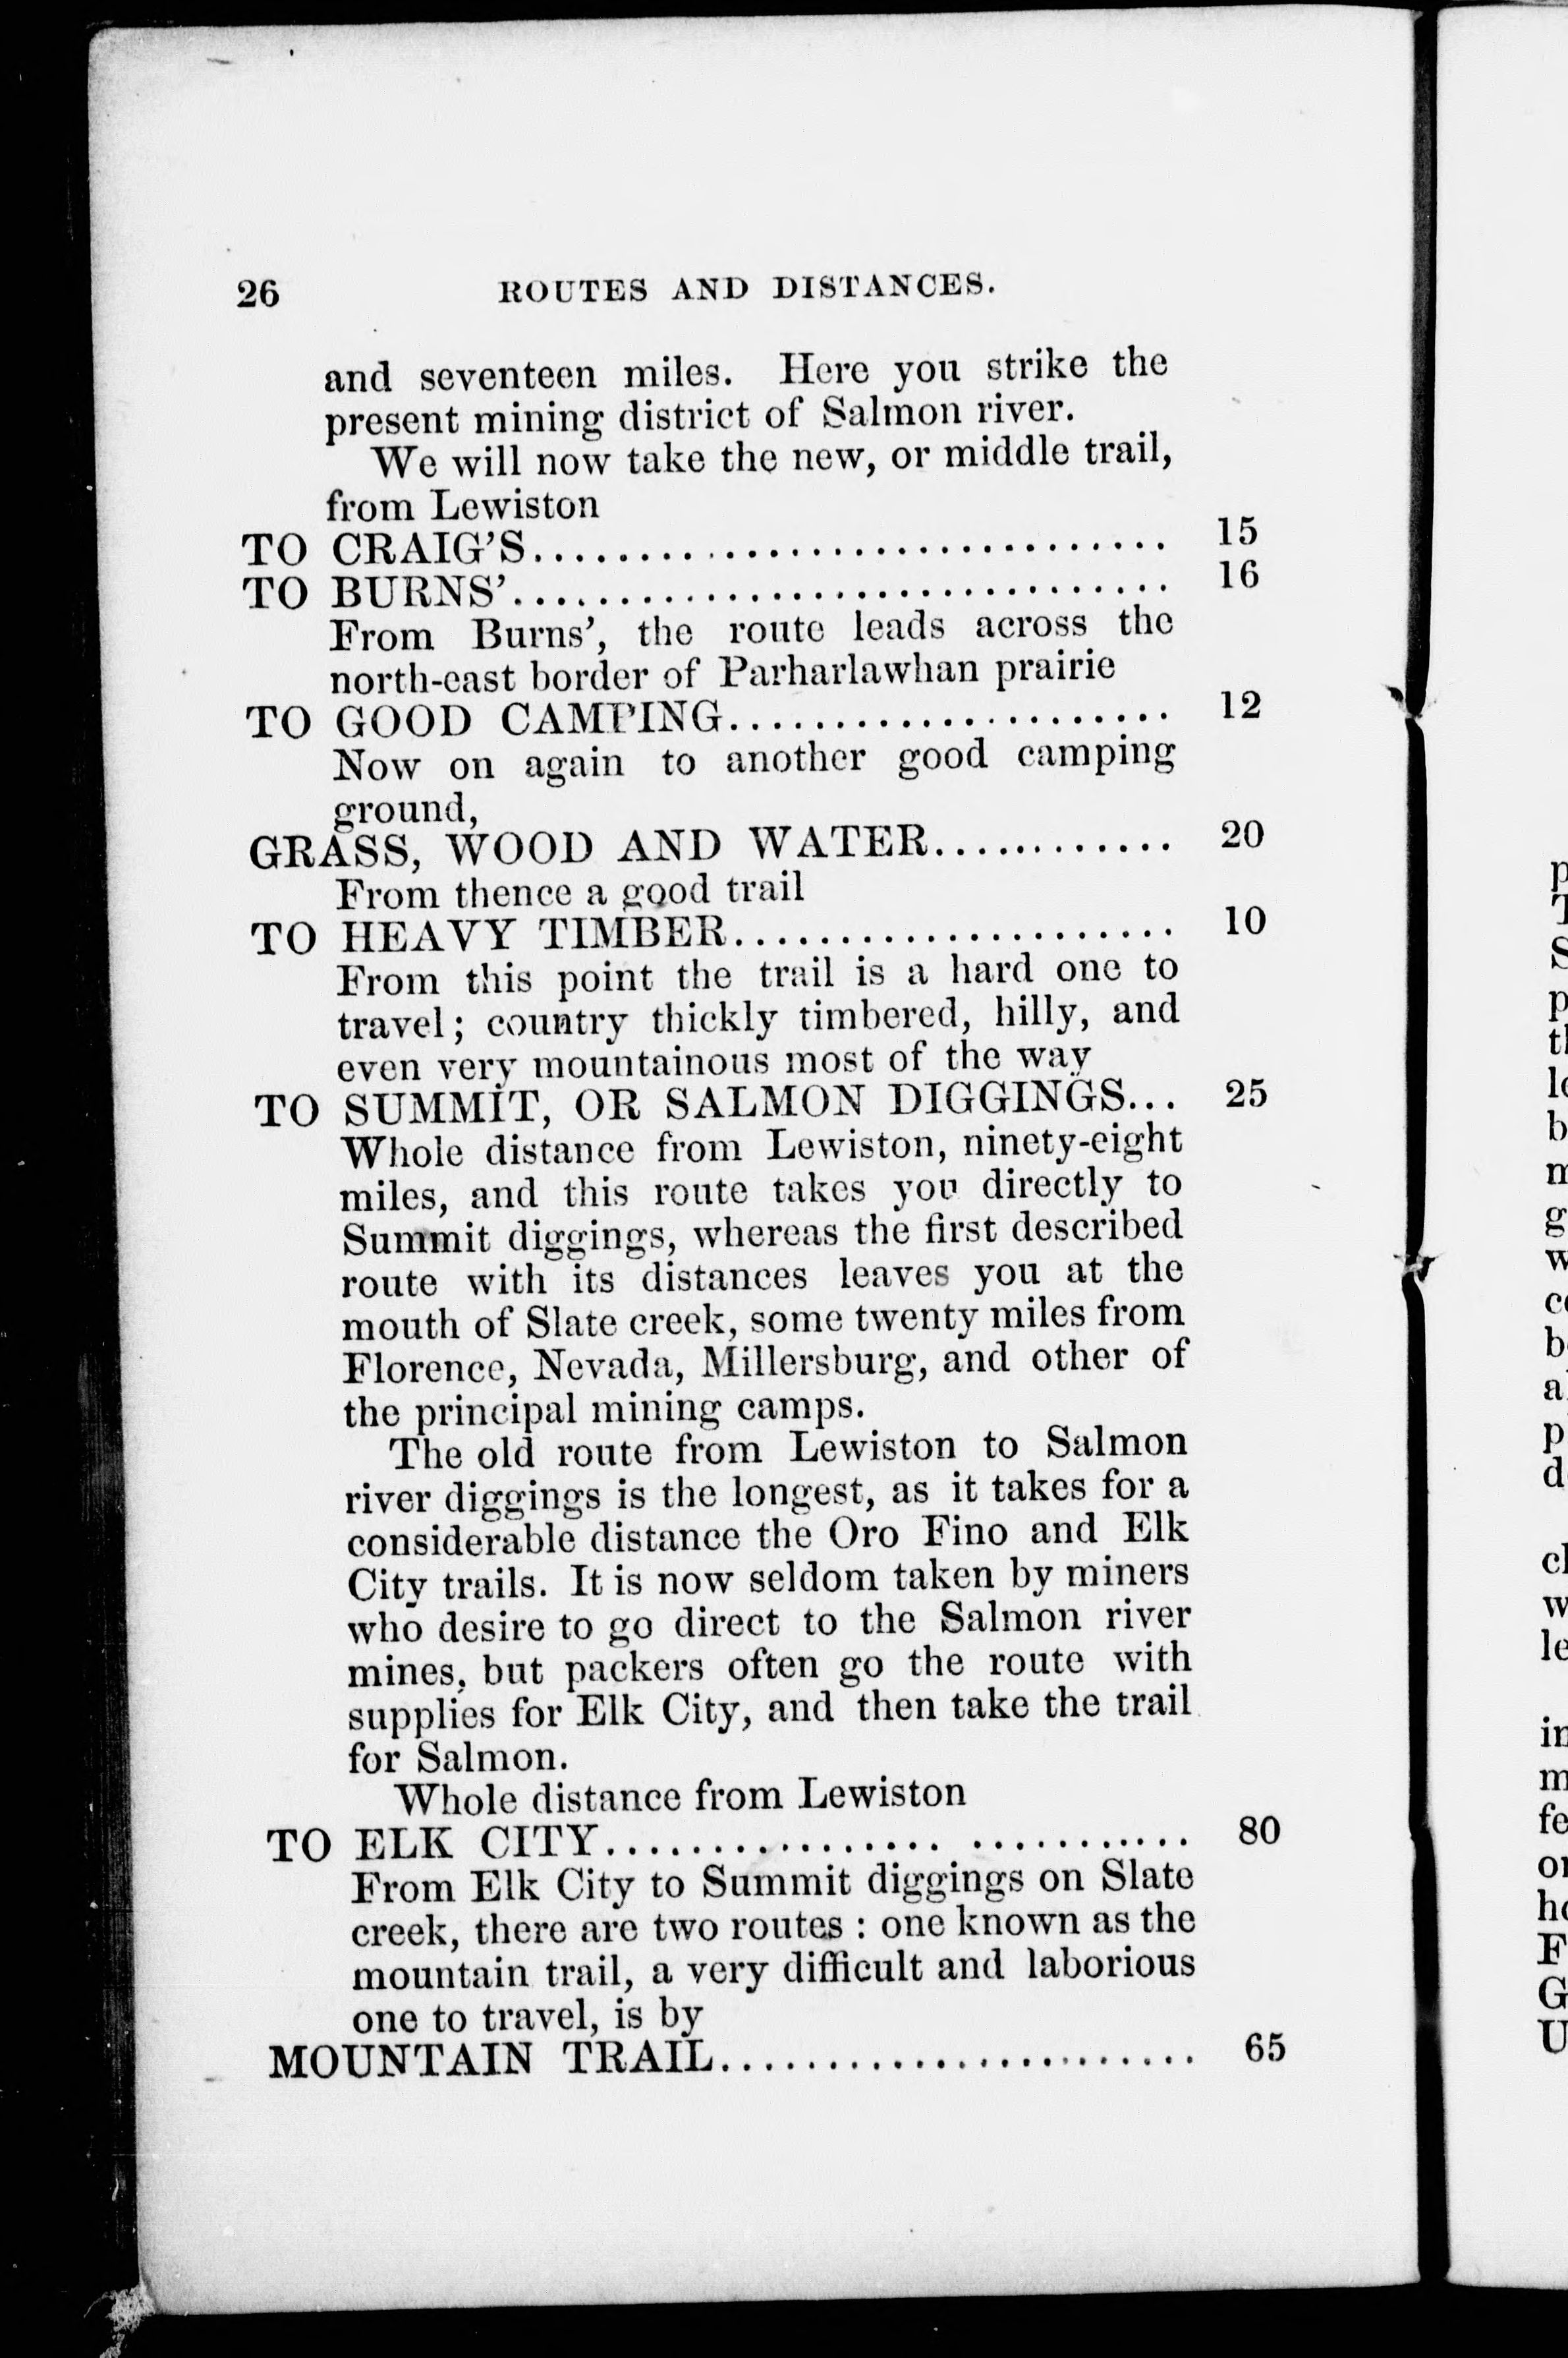 26 ROUTES AND DISTANCES.
and seventeen miles. Here you strike the
present mining district of Salmon river.
We will now take the new, or middle trail,
from Lewiston
TO CRAIG'S.............................. 15
TO BURNS'............................... 16
From Burns', the route leads across the
north-east border of Parharlawhan prairie
TO GOOD CAMPING..................... 12
Now on again to another good camping
ground,
GRASS, WOOD AND WATER............ 20
From thence a good trail
TO HEAVY TIMBER..................... 10
From this point the trail is a hard one to
travel; country thickly timbered, hilly, and
even very mountainous most of the way
TO SUMMIT, OR SALMON DIGGINGS... 25
Whole distance from Lewiston, ninety-eight
miles, and this route takes you directly to
Summit diggings, whereas the first described
route with its distances leaves you at the
mouth of Slate creek, some twenty miles from
Florence, Nevada, Millersburg, and other of
the principal mining camps.
The old route from Lewiston to Salmon
river diggings is the longest, as it takes for a
considerable distance the Oro Fino and Elk
City trails. It is now seldom taken by miners
who desire to go direct to the Salmon river
mines, but packers often go the route with
supplies for Elk City, and then take the trail
for Salmon.
Whole distance from Lewiston
TO ELK CITY................ ........... 80
From Elk City to Summit diggings on Slate
creek, there are two routes : one known as the
mountain trail, a very difficult and laborious
one to travel, is by
MOUNTAIN TRAIL....................... 65